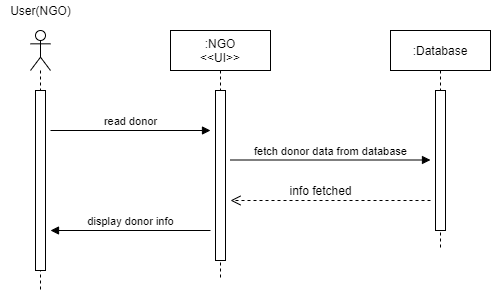 User(NGO)
:NGO
<<UI>>
:Database
read donor
fetch donor data from database
info fetched
display donor info